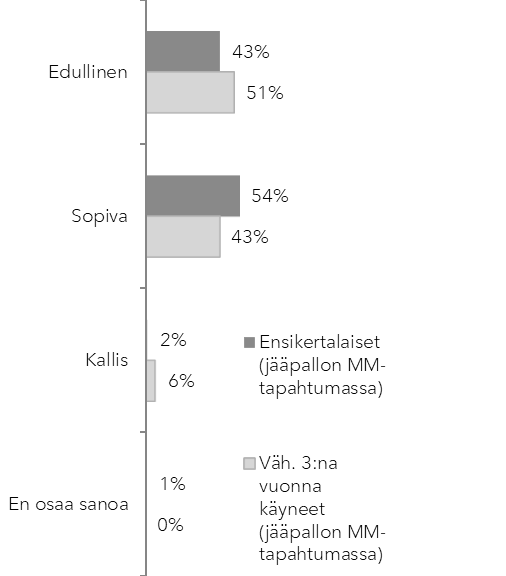 Edullinen
43%
51%
Sopiva
54%
43%
Kallis
2%
6%
Ensikertalaiset
(jääpallon MM-
tapahtumassa)
En osaa sanoa
1%
0%
Väh. 3:na
vuonna
käyneet
(jääpallon MM-
tapahtumassa)